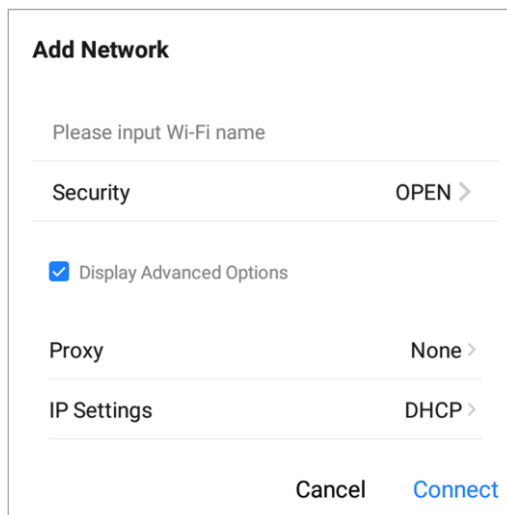 Add Network
Please input Wi-Fi name
Security OPEN
Display Advanced Options
Proxy None
IP Settings DHCP
Cancel Connect